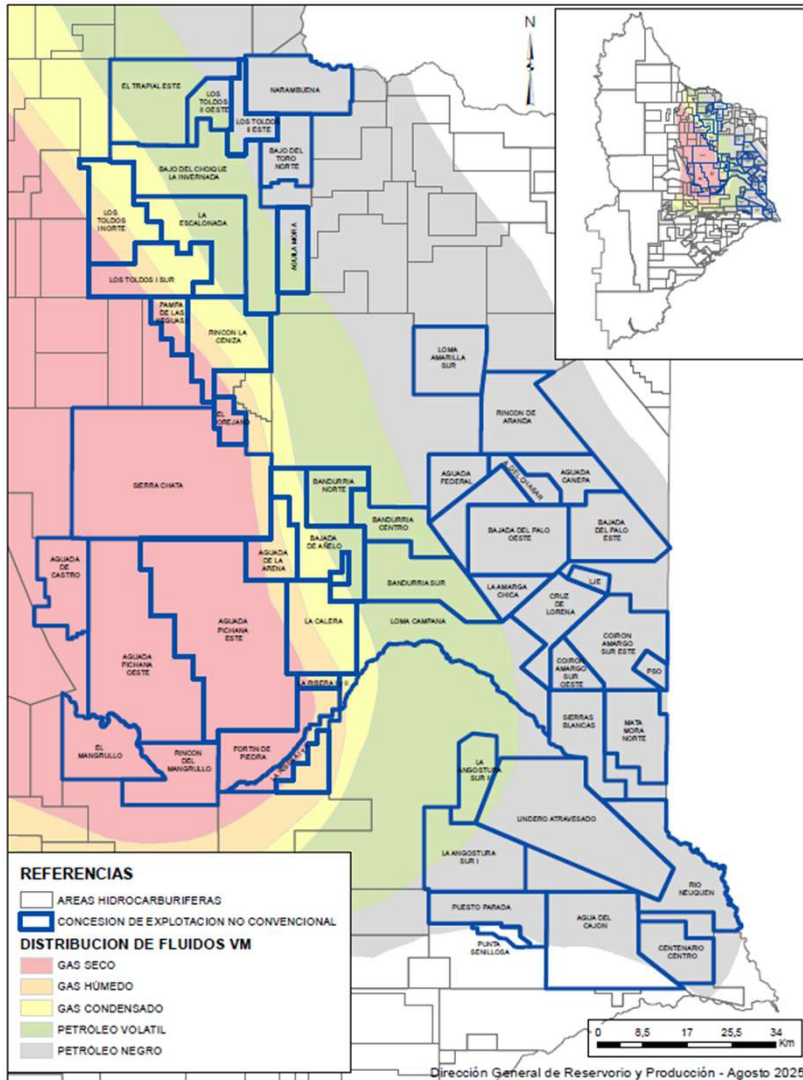 N
EL TRAPIAL ESTE
LOS
TOLDOS
II OESTE
NARAMBUENA
LOS TOLDOS
II ESTE
BAJO DEL
TORO
NORTE
BAJO DEL CHOIQUE
LA INVERNADA
LOS
TOLDOS
I NORTE
LA
ESCALONADA
AGUILA MORA
LOS TOLDOS I SUR
PAMPA
DE LAS
YEGUAS
RINCON LA
CENIZA
LOMA
AMARILLA
SUR
EL
OREJANO
RINCON DE
ARANDA
SIERRA CHATA
BANDURRIA
NORTE
AGUADA
FEDERAL
A. DEL CHAÑAR
AGUADA
CANEPA
BANDURRIA
CENTRO
BAJADA
DE AÑELO
BAJADA DEL PALO
OESTE
BAJADA
DEL PALO
ESTE
AGUADA
DE
CASTRO
AGUADA
DE LA
ARENA
BANDURRIA SUR
LA AMARGA
CHICA
LJE
CRUZ
DE
LORENA
AGUADA
PICHANA
OESTE
AGUADA
PICHANA
ESTE
LA CALERA
LOMA CAMPANA
COIRON
AMARGO
SUR ESTE
COIRON
AMARGO
SUR
OESTE
PSO
LA RIBERA
SIERRAS
BLANCAS
MATA
MORA
NORTE
EL
MANGRULLO
RINCON
DEL
MANGRULLO
FORTIN DE
PIEDRA
LA
ANGOSTURA
SUR II
LINDERO ATRAVESADO
LA ANGOSTURA
SUR I
RIO
NEUQUEN
PUESTO PARADA
AGUA DEL
CAJON
PUNTA
SENILLOSA
CENTENARIO
CENTRO
REFERENCIAS
AREAS HIDROCARBURIFERAS
CONCESION DE EXPLOTACION NO CONVENCIONAL
DISTRIBUCION DE FLUIDOS VM
GAS SECO
GAS HÚMEDO
GAS CONDENSADO
PETRÓLEO VOLATIL
PETRÓLEO NEGRO
0 8,5 17 25,5 34
Km
Dirección General de Reservorio y Producción - Agosto 2025